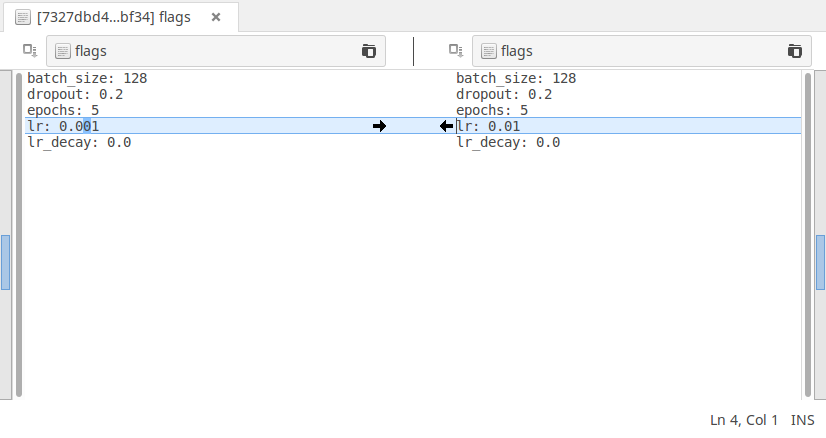 [7327dbd4...bf34] flags
flags
flags
batch_size: 128
dropout: 0.2
epochs: 5
lr: 0.001
lr_decay: 0.0
batch_size: 128
dropout: 0.2
epochs: 5
lr: 0.01
lr_decay: 0.0
Ln 4, Col 1 INS